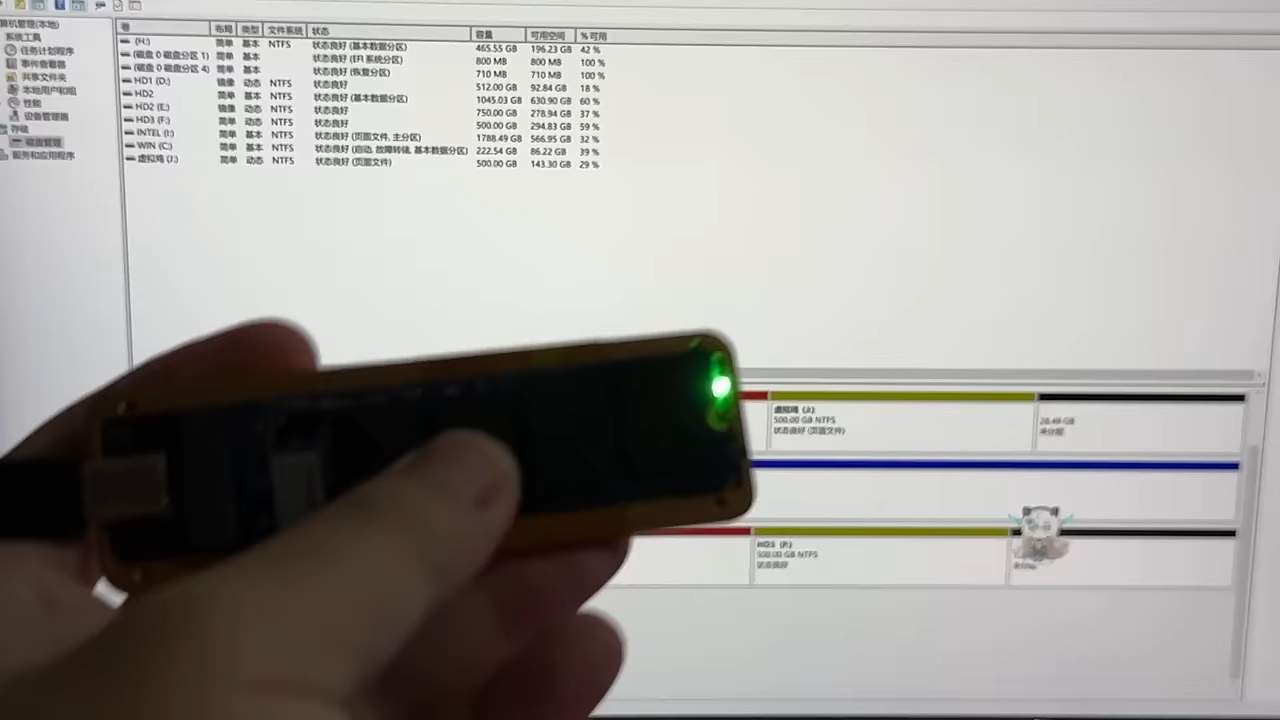 算机管理(本地)
系统工具
任务计划程序
事件查看器
共享文件夹
本地用户和组
性能
设备管理器
存储
磁盘管理
服务和应用程序
卷 布局 类型 文件系统 状态 容量 可用空间 % 可用
(H:) 简单 基本 NTFS 状态良好 (基本数据分区) 465.55 GB 196.23 GB 42 %
(磁盘 0 磁盘分区 1) 简单 基本 状态良好 (EFI 系统分区) 800 MB 800 MB 100 %
(磁盘 0 磁盘分区 4) 简单 基本 状态良好 (恢复分区) 710 MB 710 MB 100 %
HD1 (D:) 镜像 动态 NTFS 状态良好 512.00 GB 92.84 GB 18 %
HD2 简单 基本 NTFS 状态良好 (基本数据分区) 1045.03 GB 630.90 GB 60 %
HD2 (E:) 镜像 动态 NTFS 状态良好 750.00 GB 278.94 GB 37 %
HD3 (F:) 简单 动态 NTFS 状态良好 500.00 GB 294.83 GB 59 %
INTEL (I:) 简单 基本 NTFS 状态良好 (页面文件, 主分区) 1788.49 GB 566.95 GB 32 %
WIN (C:) 简单 基本 NTFS 状态良好 (启动, 故障转储, 基本数据分区) 222.54 GB 86.22 GB 39 %
虚拟鸡 (J:) 简单 动态 NTFS 状态良好 (页面文件) 500.00 GB 143.30 GB 29 %
虚拟鸡 (J:)
500.00 GB NTFS
状态良好 (页面文件)
26.49 GB
未分配
HD3 (F:)
500.00 GB NTFS
状态良好